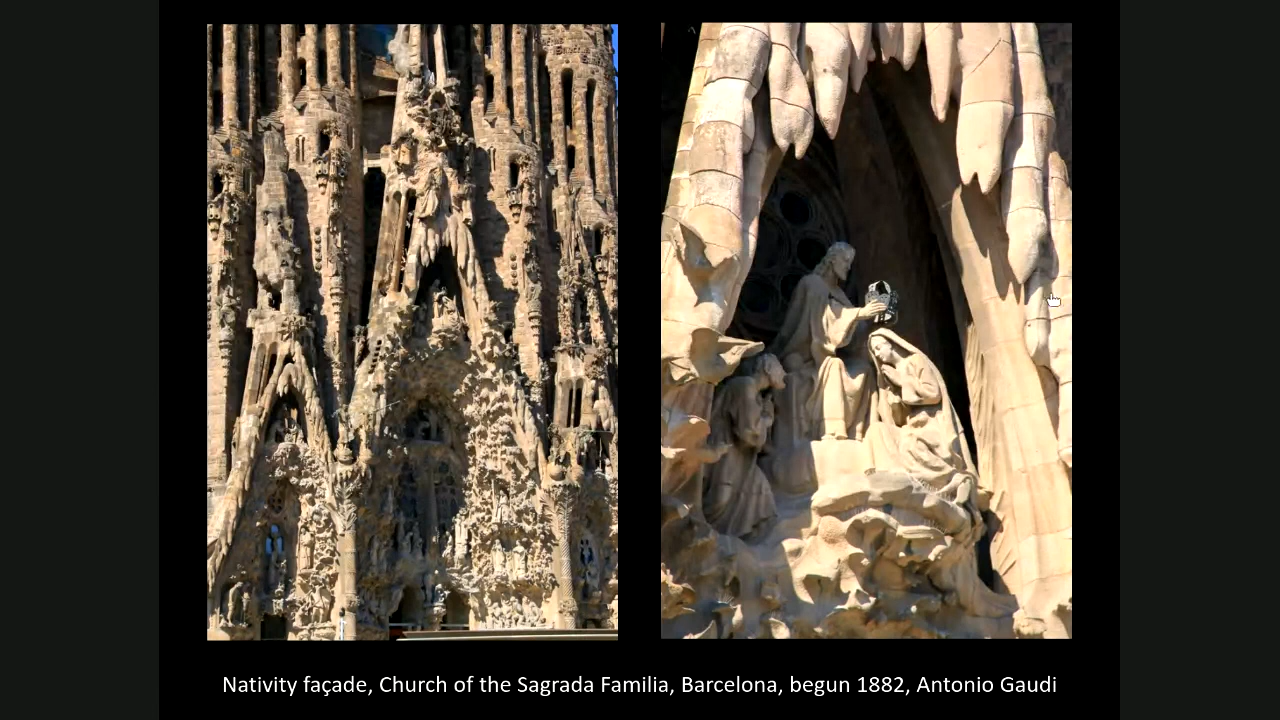 Nativity façade, Church of the Sagrada Familia, Barcelona, begun 1882, Antonio Gaudi